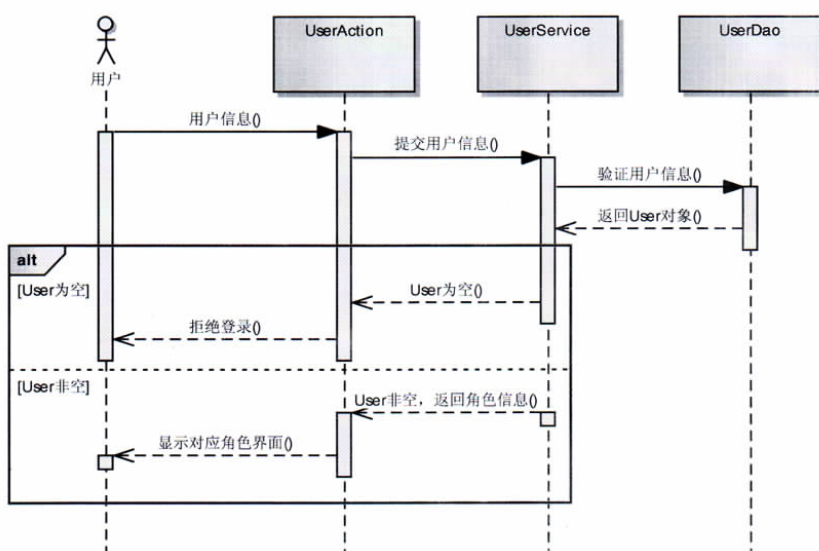 UserAction
UserService
UserDao
用户
用户信息()
提交用户信息()
验证用户信息()
返回User对象()
alt
[User为空]
User为空()
拒绝登录()
[User非空]
User非空，返回角色信息()
显示对应角色界面()